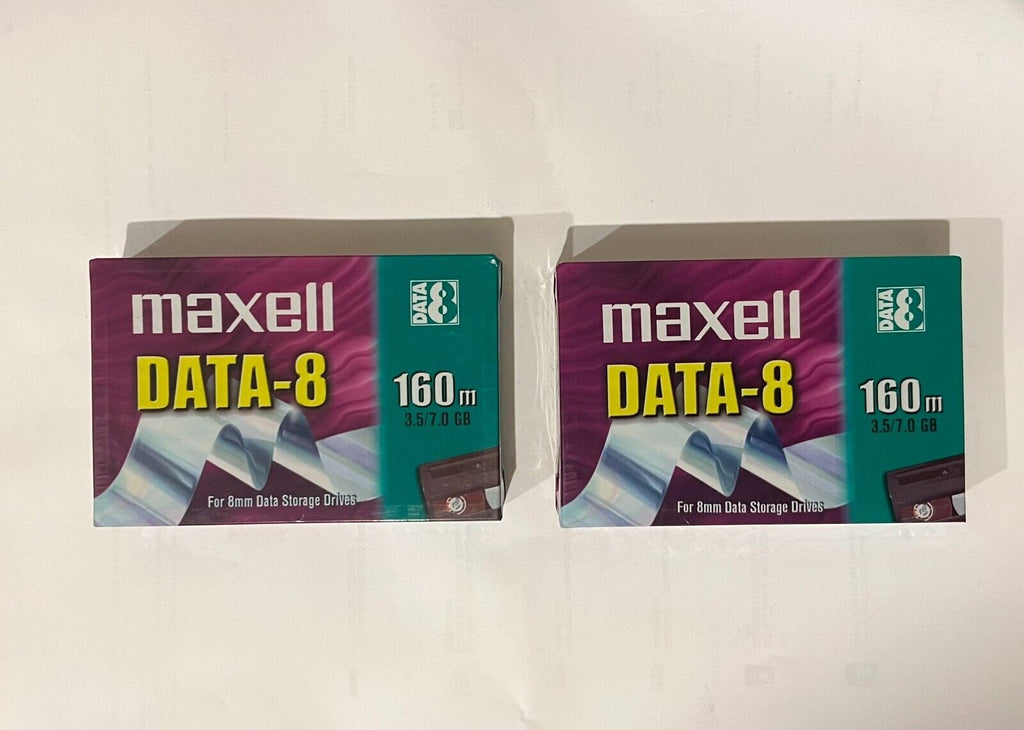 maxell
DATA-8
DATA 8
160m
3.5/7.0 GB
For 8mm Data Storage Drives
maxell
DATA-8
DATA 8
160m
3.5/7.0 GB
For 8mm Data Storage Drives